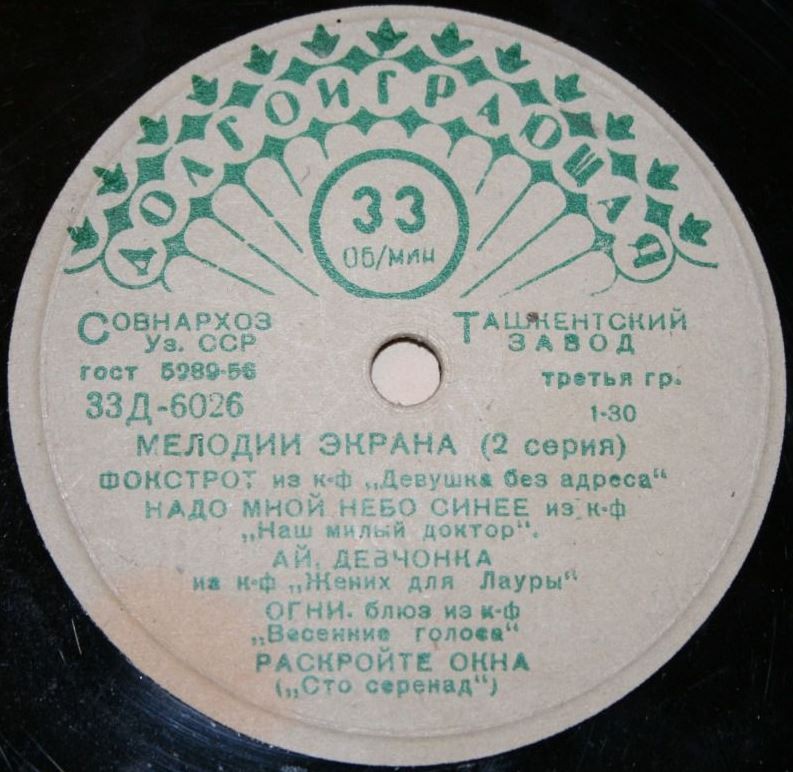 ДОЛГОИГРАЮЩАЯ
33
Об/мин
СОВНАРХОЗ
Уз. ССР
гост 5989-56
33Д-6026
ТАШКЕНТСКИЙ
ЗАВОД
третья гр.
1-30
МЕЛОДИИ ЭКРАНА (2 серия)
ФОКСТРОТ из к-ф „Девушка без адреса“
НАДО МНОЙ НЕБО СИНЕЕ из к-ф
„Наш милый доктор“.
АЙ, ДЕВЧОНКА
из к-ф „Жених для Лауры“
ОГНИ. блюз из к-ф
„Весенние голоса“
РАСКРОЙТЕ ОКНА
(„Сто серенад“)